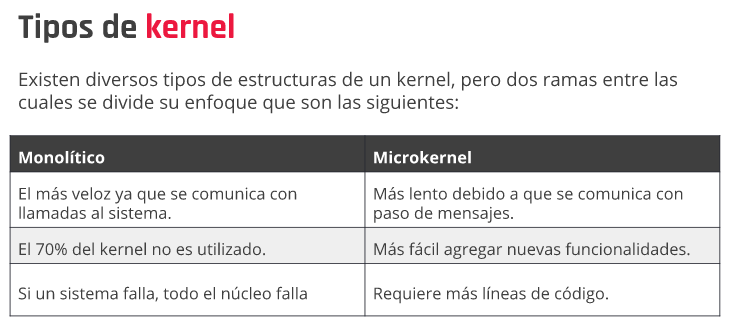 Tipos de kernel
Existen diversos tipos de estructuras de un kernel, pero dos ramas entre las
cuales se divide su enfoque que son las siguientes:
Monolítico
Microkernel
El más veloz ya que se comunica con
llamadas al sistema.
Más lento debido a que se comunica con
paso de mensajes.
El 70% del kernel no es utilizado.
Más fácil agregar nuevas funcionalidades.
Si un sistema falla, todo el núcleo falla
Requiere más líneas de código.